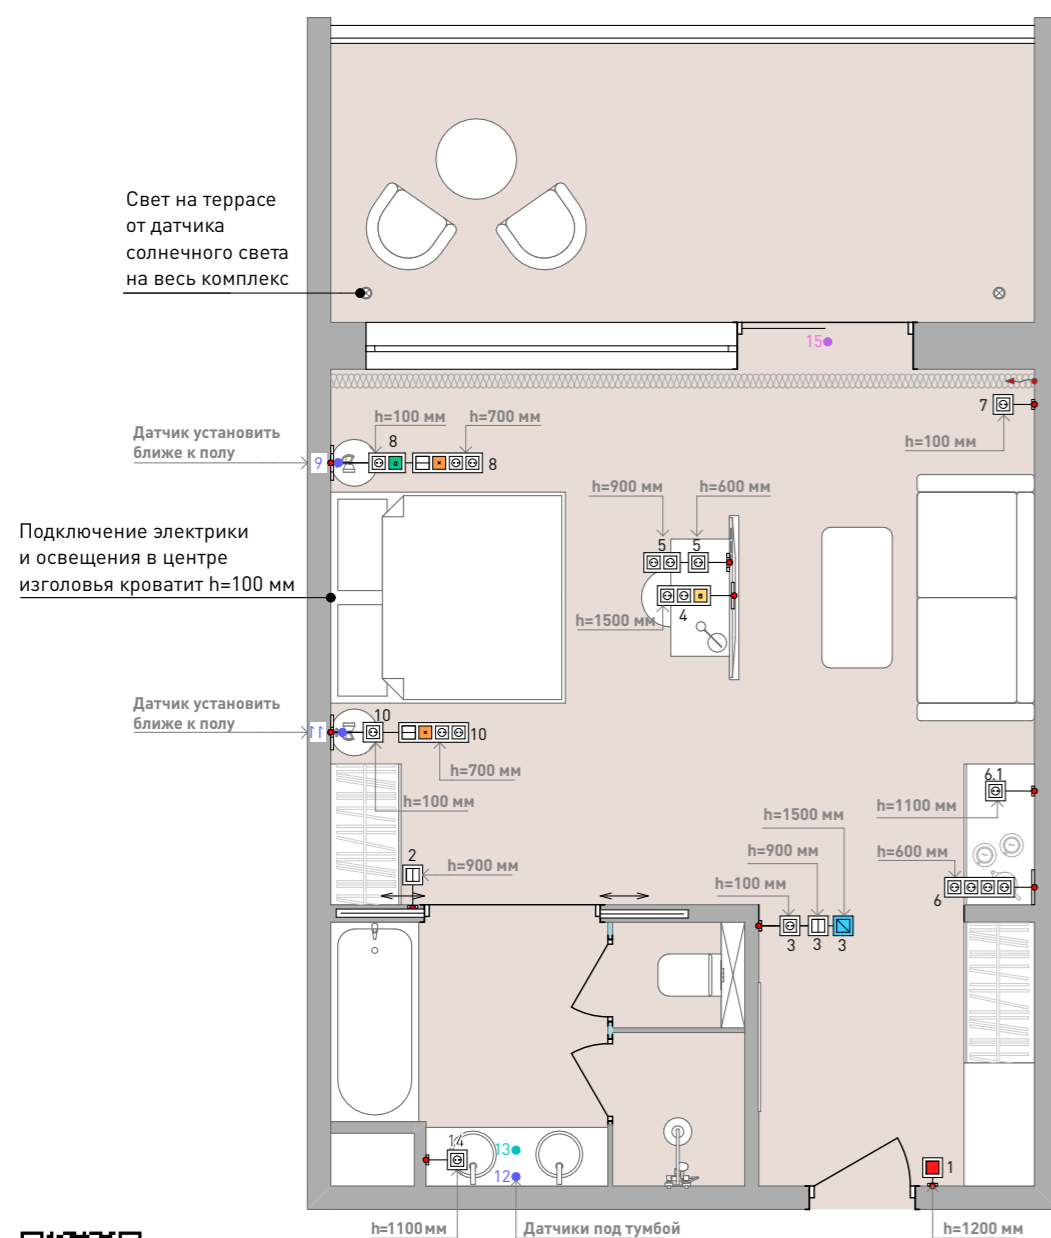 Свет на террасе
от датчика
солнечного света
на весь комплекс
15
7
h=100 мм
h=100 мм
h=700 мм
8
8
Датчик установить
ближе к полу
9
h=900 мм
h=600 мм
5
5
h=1500 мм
4
Подключение электрики
и освещения в центре
изголовья кроватит h=100 мм
Датчик установить
ближе к полу
11
10
10
h=700 мм
h=100 мм
6.1
h=1100 мм
h=600 мм
6
2
h=900 мм
h=1500 мм
h=900 мм
h=100 мм
3
3
3
14
13
12
1
h=1100 мм
Датчики под тумбой
h=1200 мм